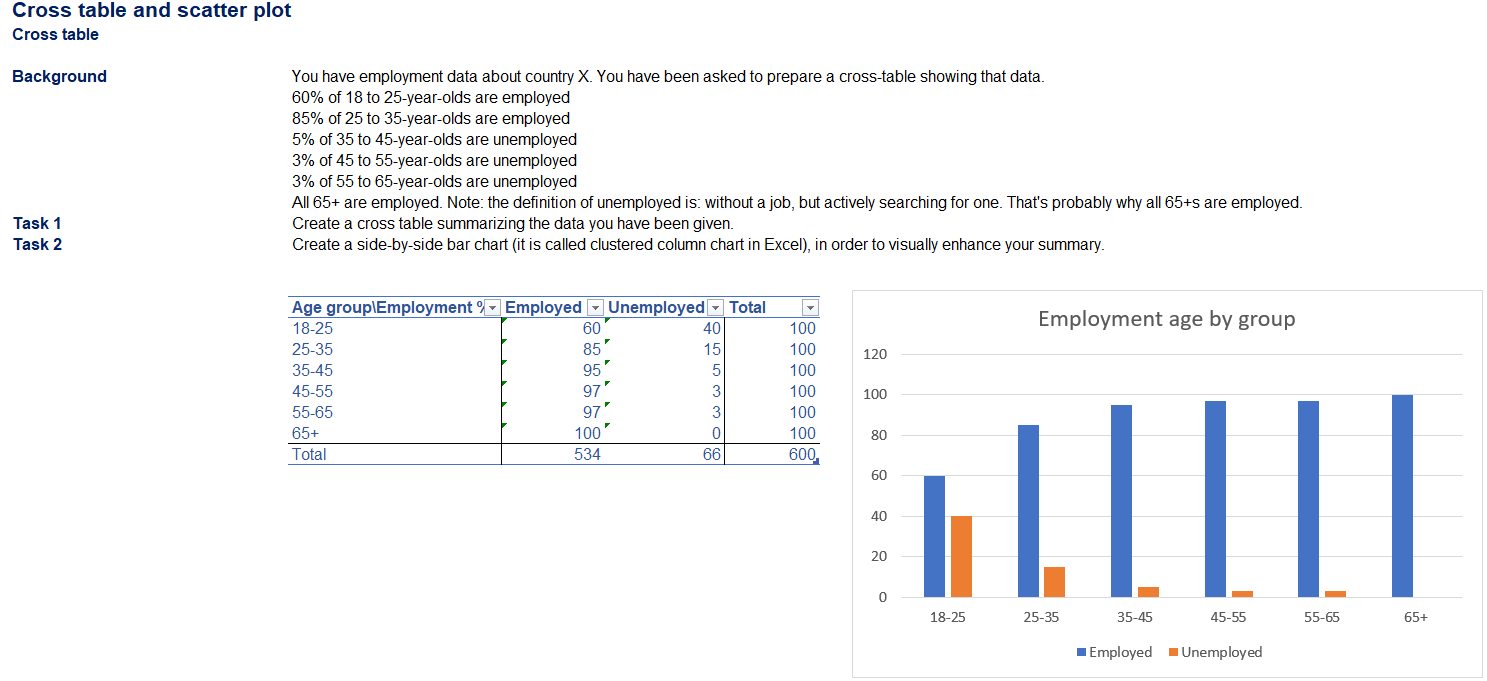 Cross table and scatter plot
Cross table
Background
You have employment data about country X. You have been asked to prepare a cross-table showing that data.
60% of 18 to 25-year-olds are employed
85% of 25 to 35-year-olds are employed
5% of 35 to 45-year-olds are unemployed
3% of 45 to 55-year-olds are unemployed
3% of 55 to 65-year-olds are unemployed
All 65+ are employed. Note: the definition of unemployed is: without a job, but actively searching for one. That's probably why all 65+s are employed.
Task 1 Create a cross table summarizing the data you have been given.
Task 2 Create a side-by-side bar chart (it is called clustered column chart in Excel), in order to visually enhance your summary.
Age group\Employment % Employed Unemployed Total
18-25 60 40 100
25-35 85 15 100
35-45 95 5 100
45-55 97 3 100
55-65 97 3 100
65+ 100 0 100
Total 534 66 600
Employment age by group
120
100
80
60
40
20
0
18-25 25-35 35-45 45-55 55-65 65+
Employed Unemployed